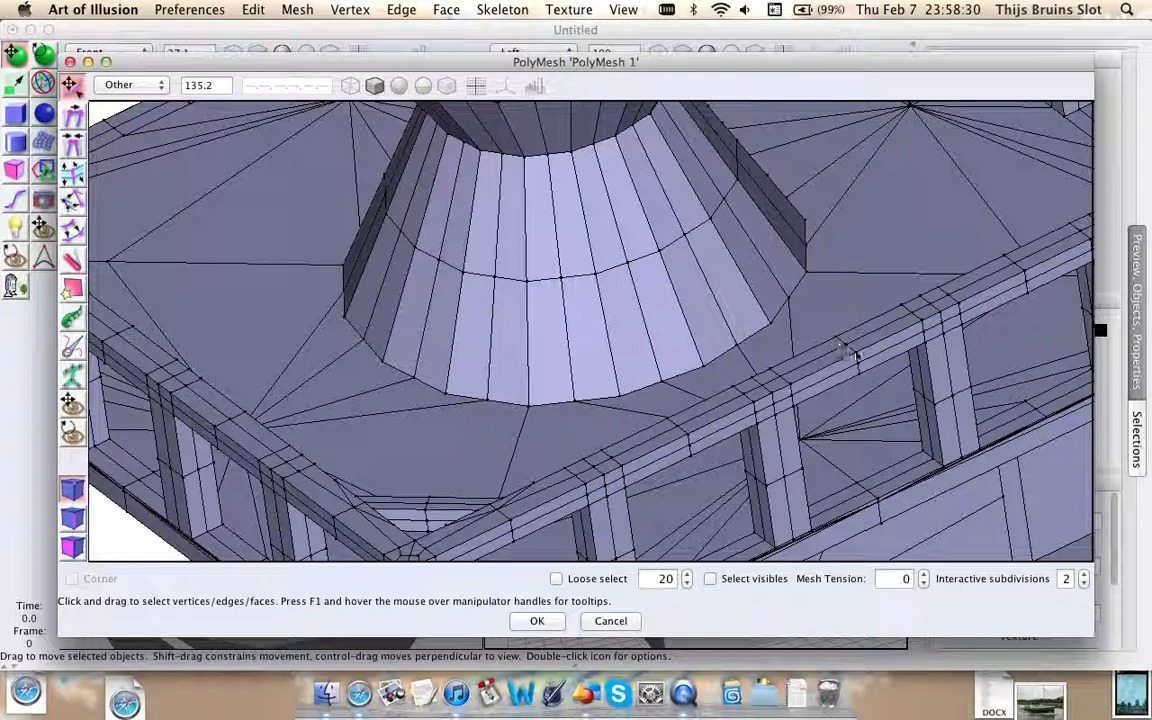 Art of Illusion Preferences Edit Mesh Vertex Edge Face Skeleton Texture View (99%) Thu Feb 7 23:58:30 Thijs Bruins Slot
Untitled
PolyMesh 'PolyMesh 1'
Other 135.2
Preview, Objects, Properties
Selections
Corner Loose select 20 Select visibles Mesh Tension: 0 Interactive subdivisions 2
Click and drag to select vertices/edges/faces. Press F1 and hover the mouse over manipulator handles for tooltips.
Time:
0.0
Frame:
0
OK Cancel
Drag to move selected objects. Shift-drag constrains movement, control-drag moves perpendicular to view. Double-click icon for options.
DOCX